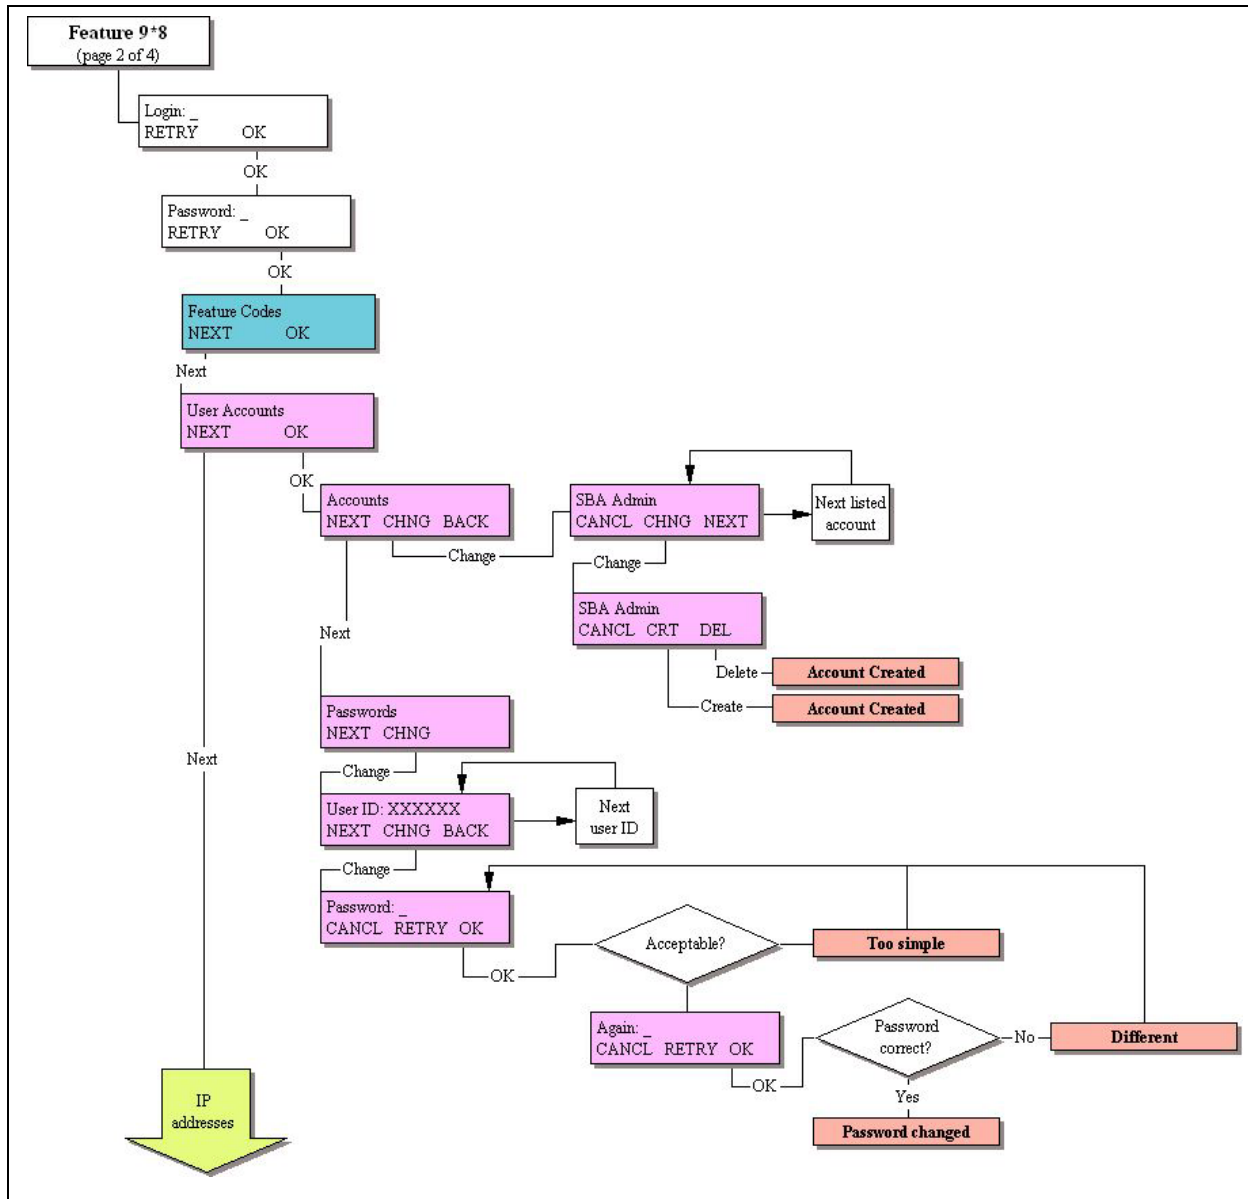 Feature 9*8
(page 2 of 4)
Login: _
RETRY OK
OK
Password: _
RETRY OK
OK
Feature Codes
NEXT OK
Next
User Accounts
NEXT OK
OK
Accounts
NEXT CHNG BACK
Change
SBA Admin
CANCL CHNG NEXT
Next listed
account
Change
SBA Admin
CANCL CRT DEL
Delete
Account Created
Create
Account Created
Next
Passwords
NEXT CHNG
Change
User ID: XXXXXX
NEXT CHNG BACK
Next
user ID
Change
Password: _
CANCL RETRY OK
OK
Acceptable?
Too simple
Again: _
CANCL RETRY OK
OK
Password
correct?
No
Different
Yes
Password changed
Next
IP
addresses